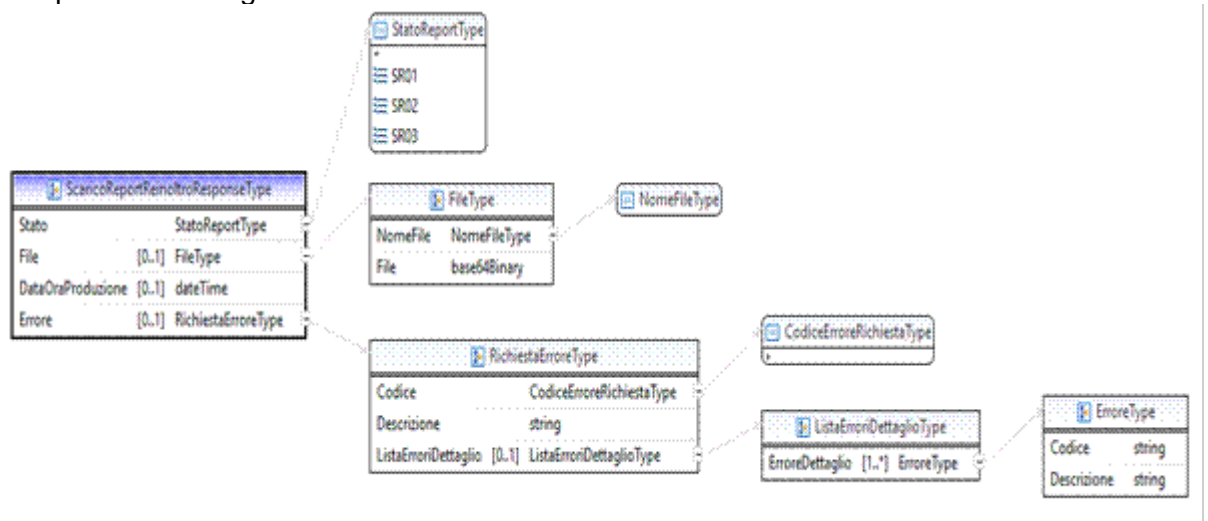 StatoReportType
SR01
SR02
SR03
ScaricoReportReinoltroResponseType
Stato StatoReportType
File [0..1] FileType
DataOraProduzione [0..1] dateTime
Errore [0..1] RichiestaErroreType
FileType
NomeFile NomeFileType
File base64Binary
NomeFileType
RichiestaErroreType
Codice CodiceErroreRichiestaType
Descrizione string
ListaErroriDettaglio [0..1] ListaErroriDettaglioType
CodiceErroreRichiestaType
ListaErroriDettaglioType
ErroreDettaglio [1..*] ErroreType
ErroreType
Codice string
Descrizione string